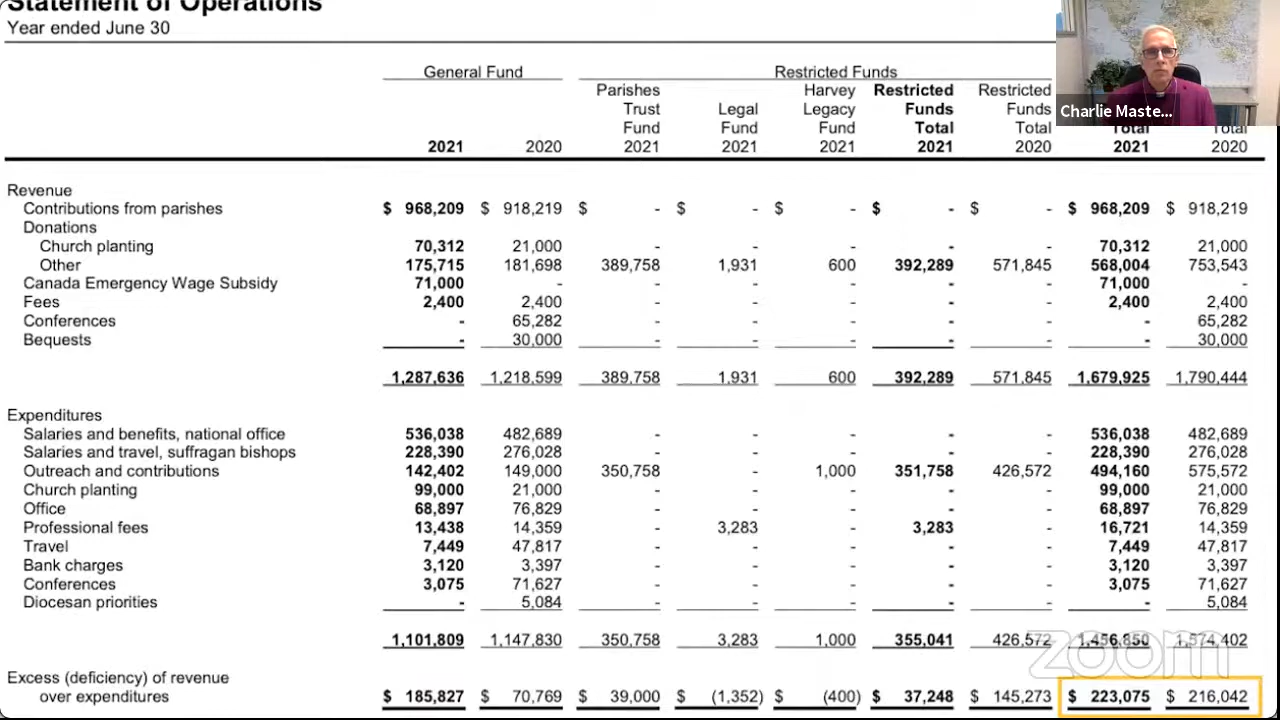 Statement of Operations
Year ended June 30
General Fund Restricted Funds
Parishes Harvey Restricted Restricted
Trust Legal Legacy Funds Funds
Fund Fund Fund Total Total Total Total
2021 2020 2021 2021 2021 2021 2020 2021 2020
Charlie Maste...
Revenue
Contributions from parishes $ 968,209 $ 918,219 $ - $ - $ - $ - $ - $ 968,209 $ 918,219
Donations
Church planting 70,312 21,000 - - - - - 70,312 21,000
Other 175,715 181,698 389,758 1,931 600 392,289 571,845 568,004 753,543
Canada Emergency Wage Subsidy 71,000 - - - - - - 71,000 -
Fees 2,400 2,400 - - - - - 2,400 2,400
Conferences - 65,282 - - - - - - 65,282
Bequests - 30,000 - - - - - - 30,000
1,287,636 1,218,599 389,758 1,931 600 392,289 571,845 1,679,925 1,790,444
Expenditures
Salaries and benefits, national office 536,038 482,689 - - - - - 536,038 482,689
Salaries and travel, suffragan bishops 228,390 276,028 - - - - - 228,390 276,028
Outreach and contributions 142,402 149,000 350,758 - 1,000 351,758 426,572 494,160 575,572
Church planting 99,000 21,000 - - - - - 99,000 21,000
Office 68,897 76,829 - - - - - 68,897 76,829
Professional fees 13,438 14,359 - 3,283 - 3,283 - 16,721 14,359
Travel 7,449 47,817 - - - - - 7,449 47,817
Bank charges 3,120 3,397 - - - - - 3,120 3,397
Conferences 3,075 71,627 - - - - - 3,075 71,627
Diocesan priorities - 5,084 - - - - - - 5,084
1,101,809 1,147,830 350,758 3,283 1,000 355,041 426,572 1,456,850 1,574,402
zoom
Excess (deficiency) of revenue
over expenditures $ 185,827 $ 70,769 $ 39,000 $ (1,352) $ (400) $ 37,248 $ 145,273 $ 223,075 $ 216,042